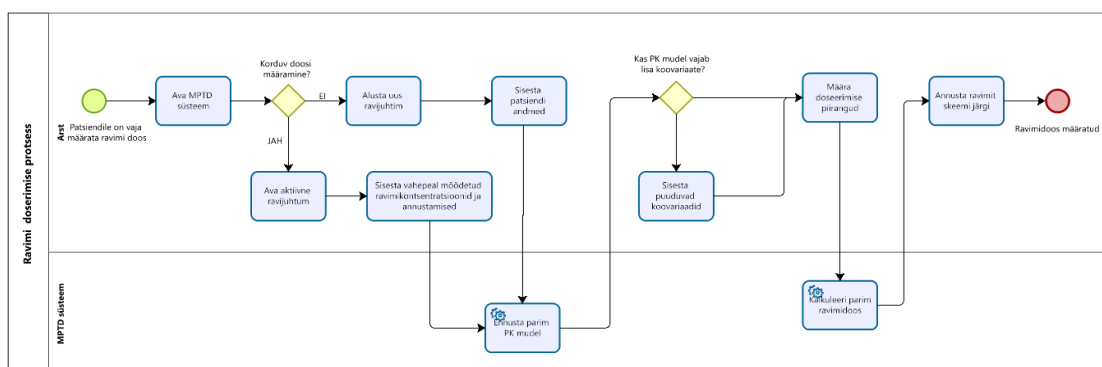 Ravimi doserimise protsess
Arst
MPTD süsteem
Patsiendile on vaja
määrata ravimi doos
Ava MPTD
süsteem
Korduv doosi
määramine?
EI
JAH
Alusta uus
ravijuhtim
Sisesta
patsiendi
andmed
Ava aktiivne
ravijuhtum
Sisesta vahepeal mõõdetud
ravimikontsentratsioonid ja
annustamised
Ennusta parim
PK mudel
Kas PK mudel vajab
lisa koovariaate?
Sisesta
puuduvad
koovariaadid
Määra
doseerimise
piirangud
Kalkuleeri parim
ravimidoos
Annusta ravimit
skeemi järgi
Ravimidoos määratud